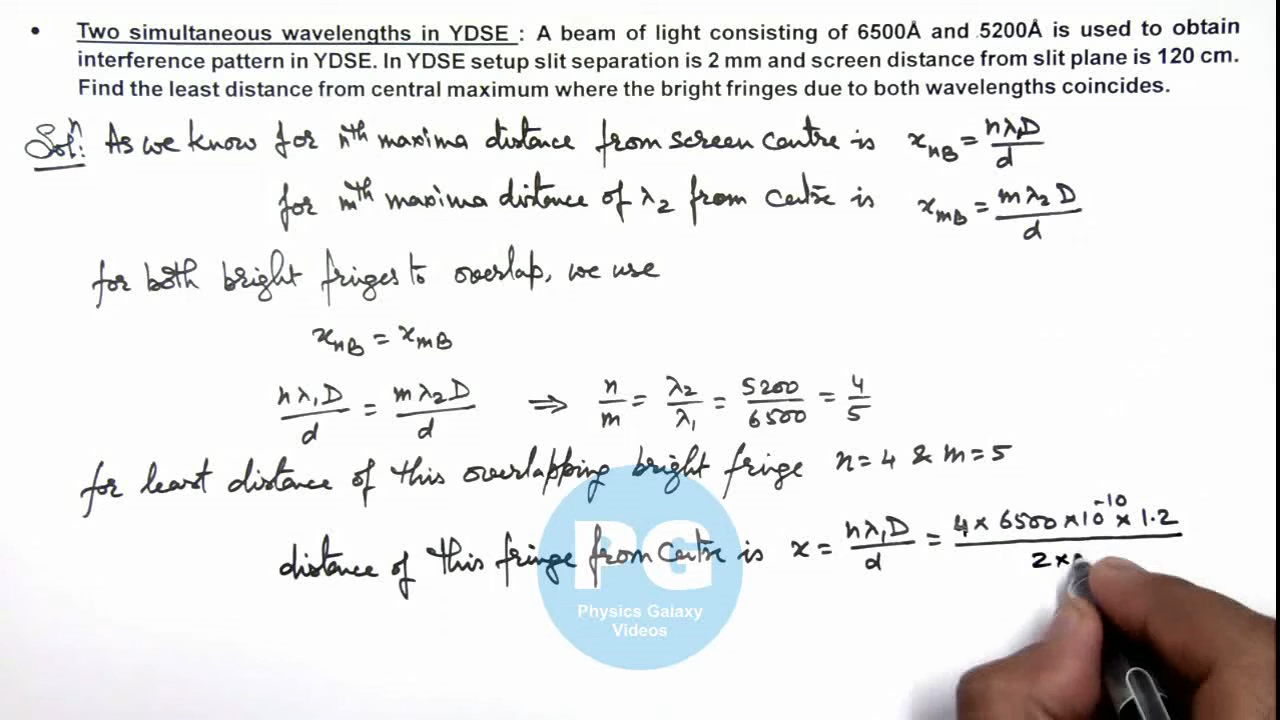 • Two simultaneous wavelengths in YDSE : A beam of light consisting of 6500Å and 5200Å is used to obtain
interference pattern in YDSE. In YDSE setup slit separation is 2 mm and screen distance from slit plane is 120 cm.
Find the least distance from central maximum where the bright fringes due to both wavelengths coincides.
Solⁿ: As we know for nth maxima distance from screen centre is x_nB = nλ₁D/d
for mth maxima distance of λ₂ from centre is x_mB = mλ₂D/d
for both bright fringes to overlap, we use
x_nB = x_mB
nλ₁D/d = mλ₂D/d ⇒ n/m = λ₂/λ₁ = 5200/6500 = 4/5
for least distance of this overlapping bright fringe n=4 & m=5
distance of this fringe from centre is x = nλ₁D/d = 4×6500×10⁻¹⁰×1.2/2×
PG
Physics Galaxy
Videos